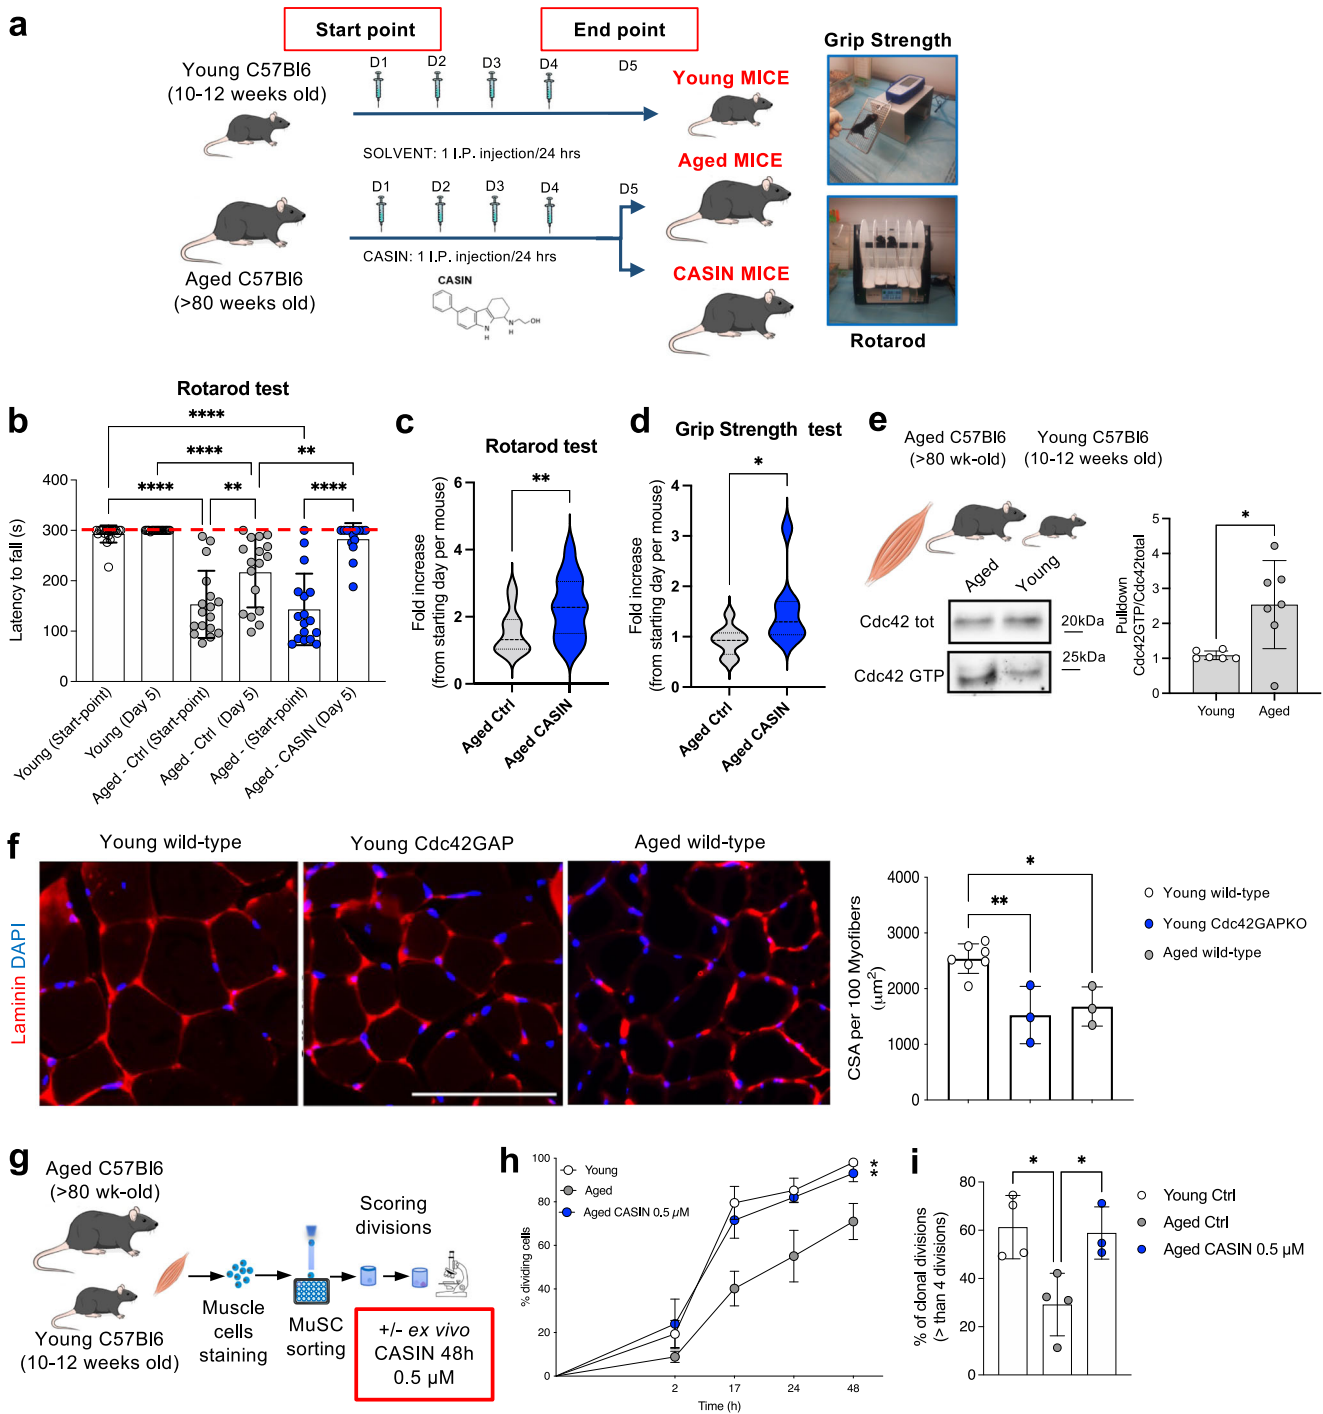 a
Start point
End point
Young C57Bl6
(10-12 weeks old)
D1
D2
D3
D4
D5
Young MICE
SOLVENT: 1 I.P. injection/24 hrs
D1
D2
D3
D4
D5
Aged MICE
Aged C57Bl6
(>80 weeks old)
CASIN: 1 I.P. injection/24 hrs
CASIN
N
H
N
H
OH
CASIN MICE
Grip Strength
Rotarod
b
Rotarod test
****
****
**
****
**
****
Latency to fall (s)
400
300
200
100
0
Young (Start-point)
Young (Day 5)
Aged - Ctrl (Start-point)
Aged - Ctrl (Day 5)
Aged - (Start-point)
Aged - CASIN (Day 5)
c
Rotarod test
**
Fold increase
(from starting day per mouse)
6
4
2
0
Aged Ctrl
Aged CASIN
d
Grip Strength test
*
Fold increase
(from starting day per mouse)
4
3
2
1
0
Aged Ctrl
Aged CASIN
e
Aged C57Bl6
(>80 wk-old)
Young C57Bl6
(10-12 weeks old)
Aged
Young
Cdc42 tot
20kDa
25kDa
Cdc42 GTP
*
Pulldown
Cdc42GTP/Cdc42total
5
4
3
2
1
0
Young
Aged
f
Young wild-type
Young Cdc42GAP
Aged wild-type
Laminin DAPI
CSA per 100 Myofibers
(µm²)
4000
3000
2000
1000
0
*
**
Young wild-type
Young Cdc42GAPKO
Aged wild-type
g
Aged C57Bl6
(>80 wk-old)
Young C57Bl6
(10-12 weeks old)
Muscle
cells
staining
MuSC
sorting
Scoring
divisions
+/- ex vivo
CASIN 48h
0.5 µM
h
Young
Aged
Aged CASIN 0.5 µM
% dividing cells
100
80
60
40
20
0
2
17
24
48
Time (h)
*
*
i
*
*
% of clonal divisions
(> than 4 divisions)
80
60
40
20
0
Young Ctrl
Aged Ctrl
Aged CASIN 0.5 µM